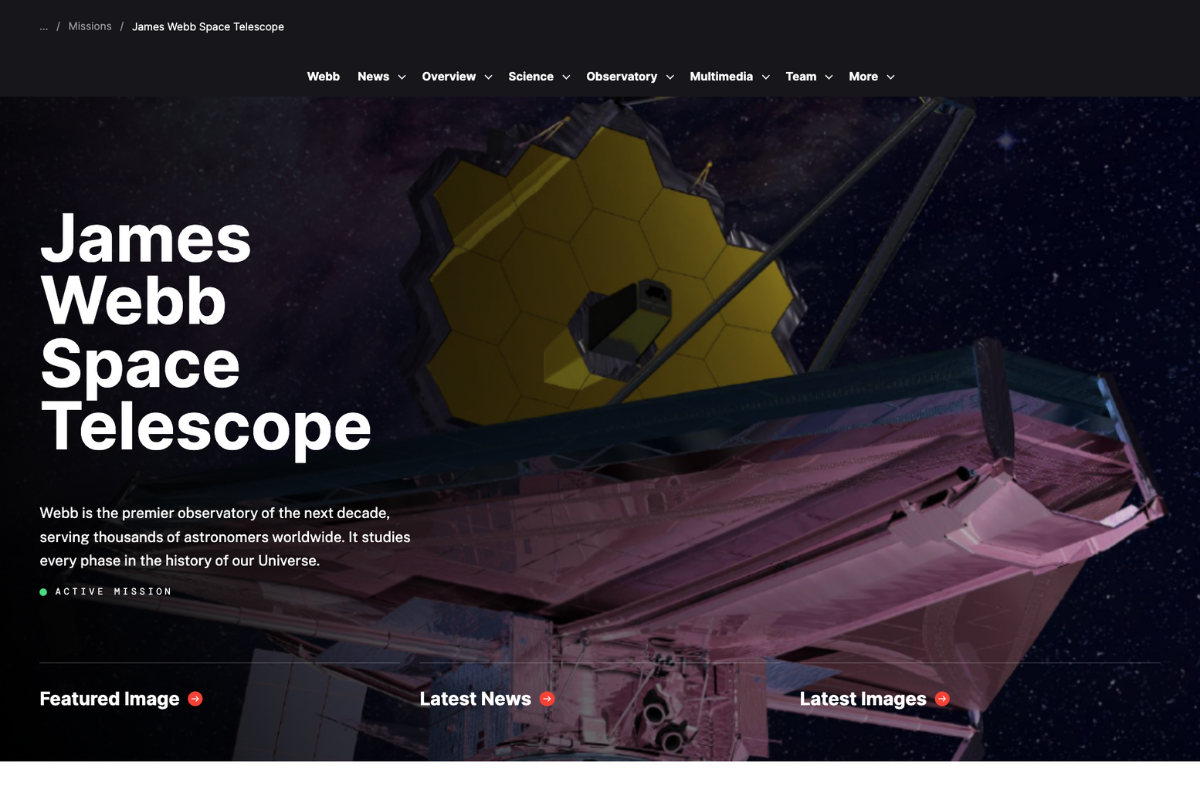 ... / Missions / James Webb Space Telescope
Webb News Overview Science Observatory Multimedia Team More
James
Webb
Space
Telescope
Webb is the premier observatory of the next decade,
serving thousands of astronomers worldwide. It studies
every phase in the history of our Universe.
ACTIVE MISSION
Featured Image Latest News Latest Images